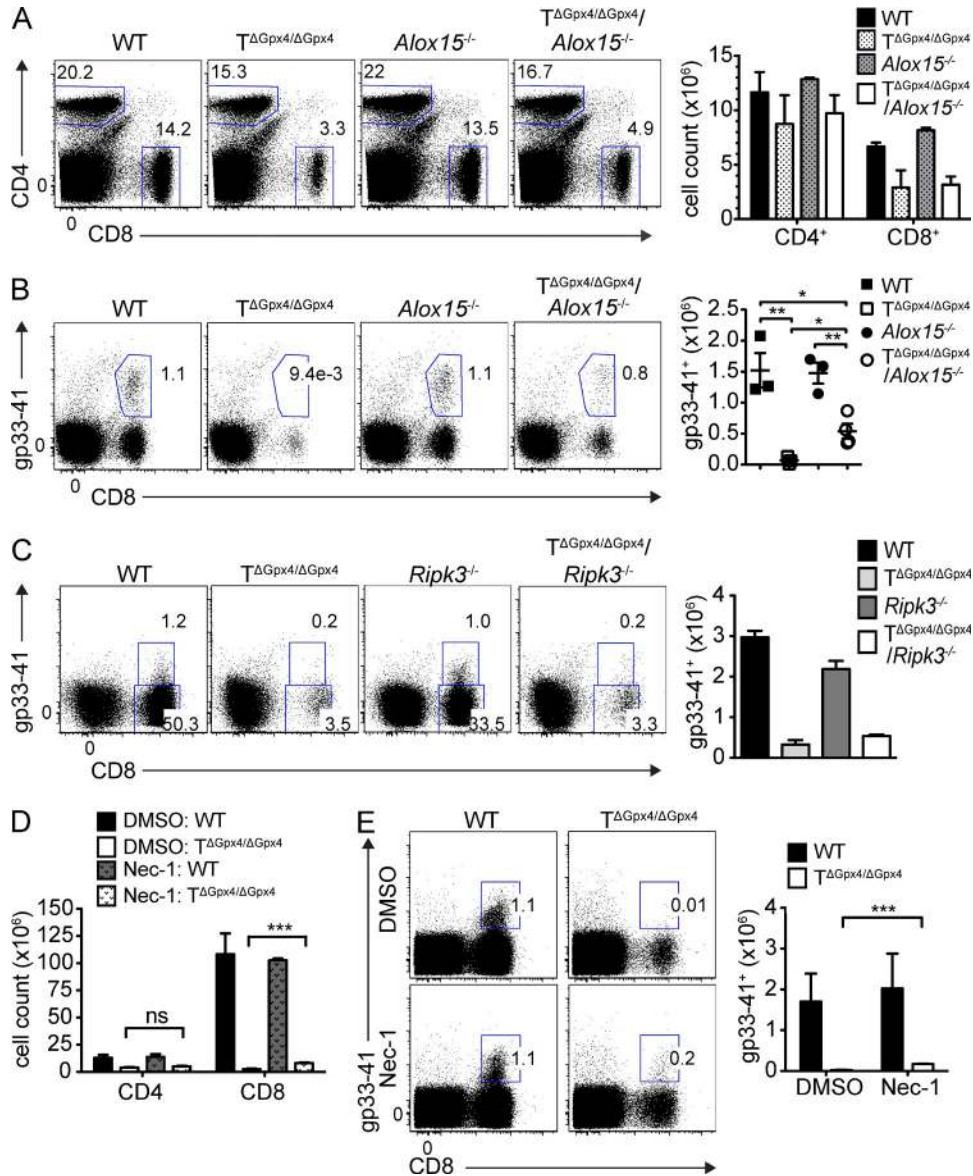 A
WT
T^ΔGpx4/ΔGpx4
Alox15-/-
T^ΔGpx4/ΔGpx4/
Alox15-/-
20.2
14.2
15.3
3.3
22
13.5
16.7
4.9
CD4
0
0
CD8
WT
T^ΔGpx4/ΔGpx4
Alox15-/-
T^ΔGpx4/ΔGpx4
/Alox15-/-
cell count (x10^6)
15
10
5
0
CD4+
CD8+
B
WT
T^ΔGpx4/ΔGpx4
Alox15-/-
T^ΔGpx4/ΔGpx4/
Alox15-/-
1.1
9.4e-3
1.1
0.8
gp33-41
0
0
CD8
WT
T^ΔGpx4/ΔGpx4
Alox15-/-
T^ΔGpx4/ΔGpx4
/Alox15-/-
gp33-41+ (x10^6)
2.5
2.0
1.5
1.0
0.5
0.0
*
**
*
**
C
WT
T^ΔGpx4/ΔGpx4
Ripk3-/-
T^ΔGpx4/ΔGpx4/
Ripk3-/-
1.2
50.3
0.2
3.5
1.0
33.5
0.2
3.3
gp33-41
0
0
CD8
WT
T^ΔGpx4/ΔGpx4
Ripk3-/-
T^ΔGpx4/ΔGpx4
/Ripk3-/-
gp33-41+ (x10^6)
4
3
2
1
0
D
DMSO: WT
DMSO: T^ΔGpx4/ΔGpx4
Nec-1: WT
Nec-1: T^ΔGpx4/ΔGpx4
cell count (x10^6)
150
125
100
75
50
25
0
ns
***
CD4
CD8
E
WT
T^ΔGpx4/ΔGpx4
DMSO
1.1
0.01
Nec-1
1.1
0.2
gp33-41
0
0
CD8
WT
T^ΔGpx4/ΔGpx4
gp33-41+ (x10^6)
4
3
2
1
0
***
DMSO
Nec-1